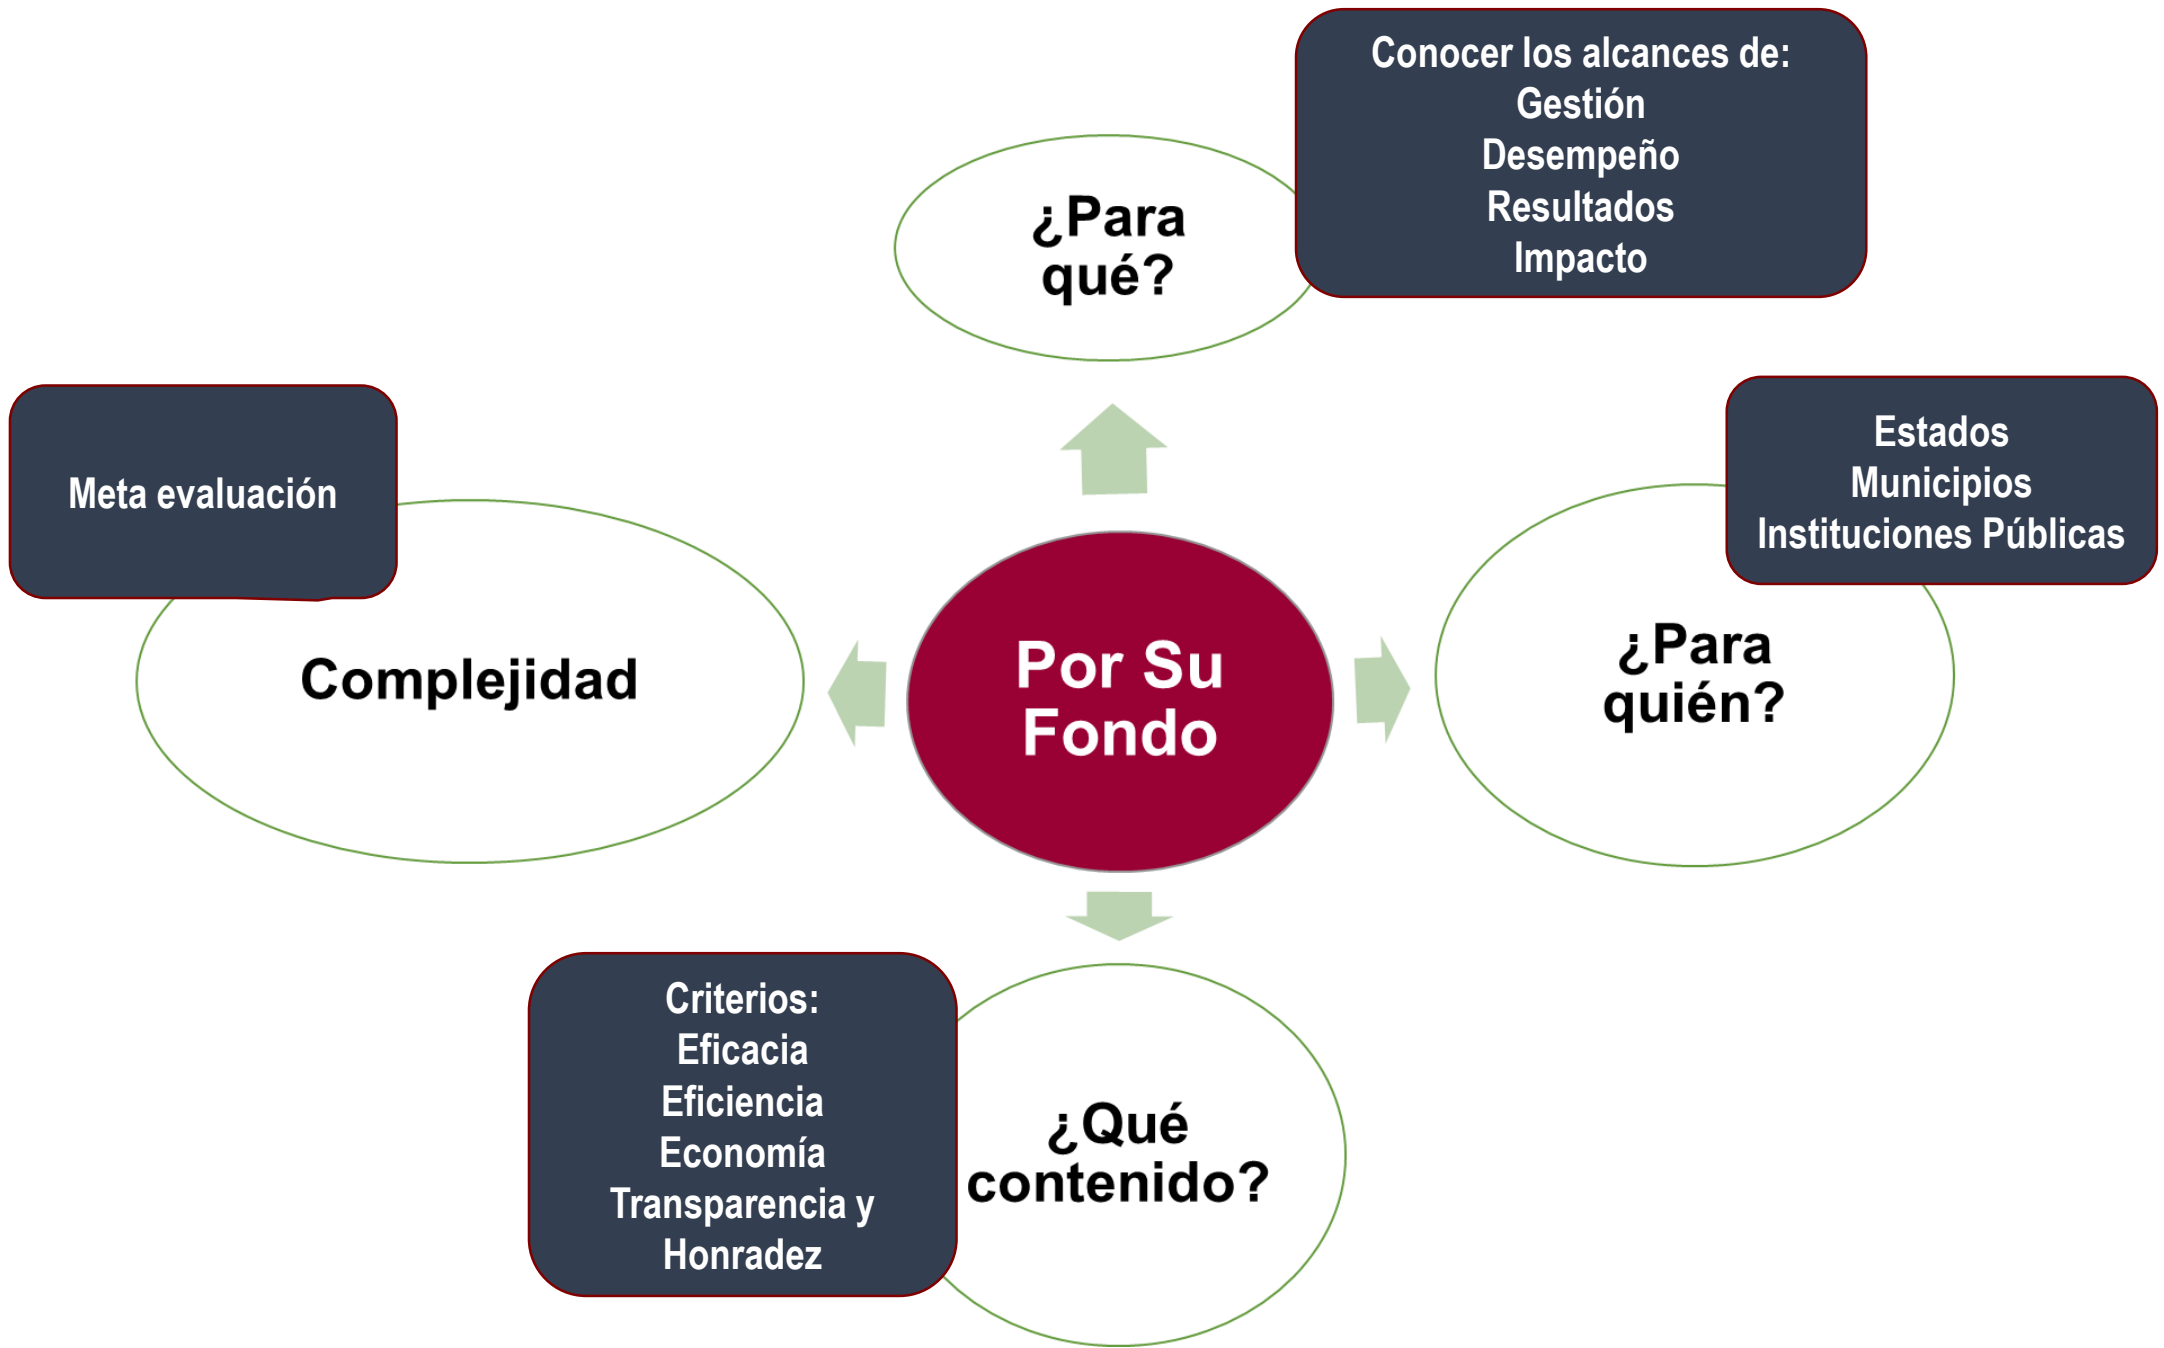 Conocer los alcances de:
Gestión
Desempeño
Resultados
Impacto
¿Para
qué?
Estados
Municipios
Instituciones Públicas
¿Para
quién?
Meta evaluación
Complejidad
Por Su
Fondo
Criterios:
Eficacia
Eficiencia
Economía
Transparencia y
Honradez
¿Qué
contenido?